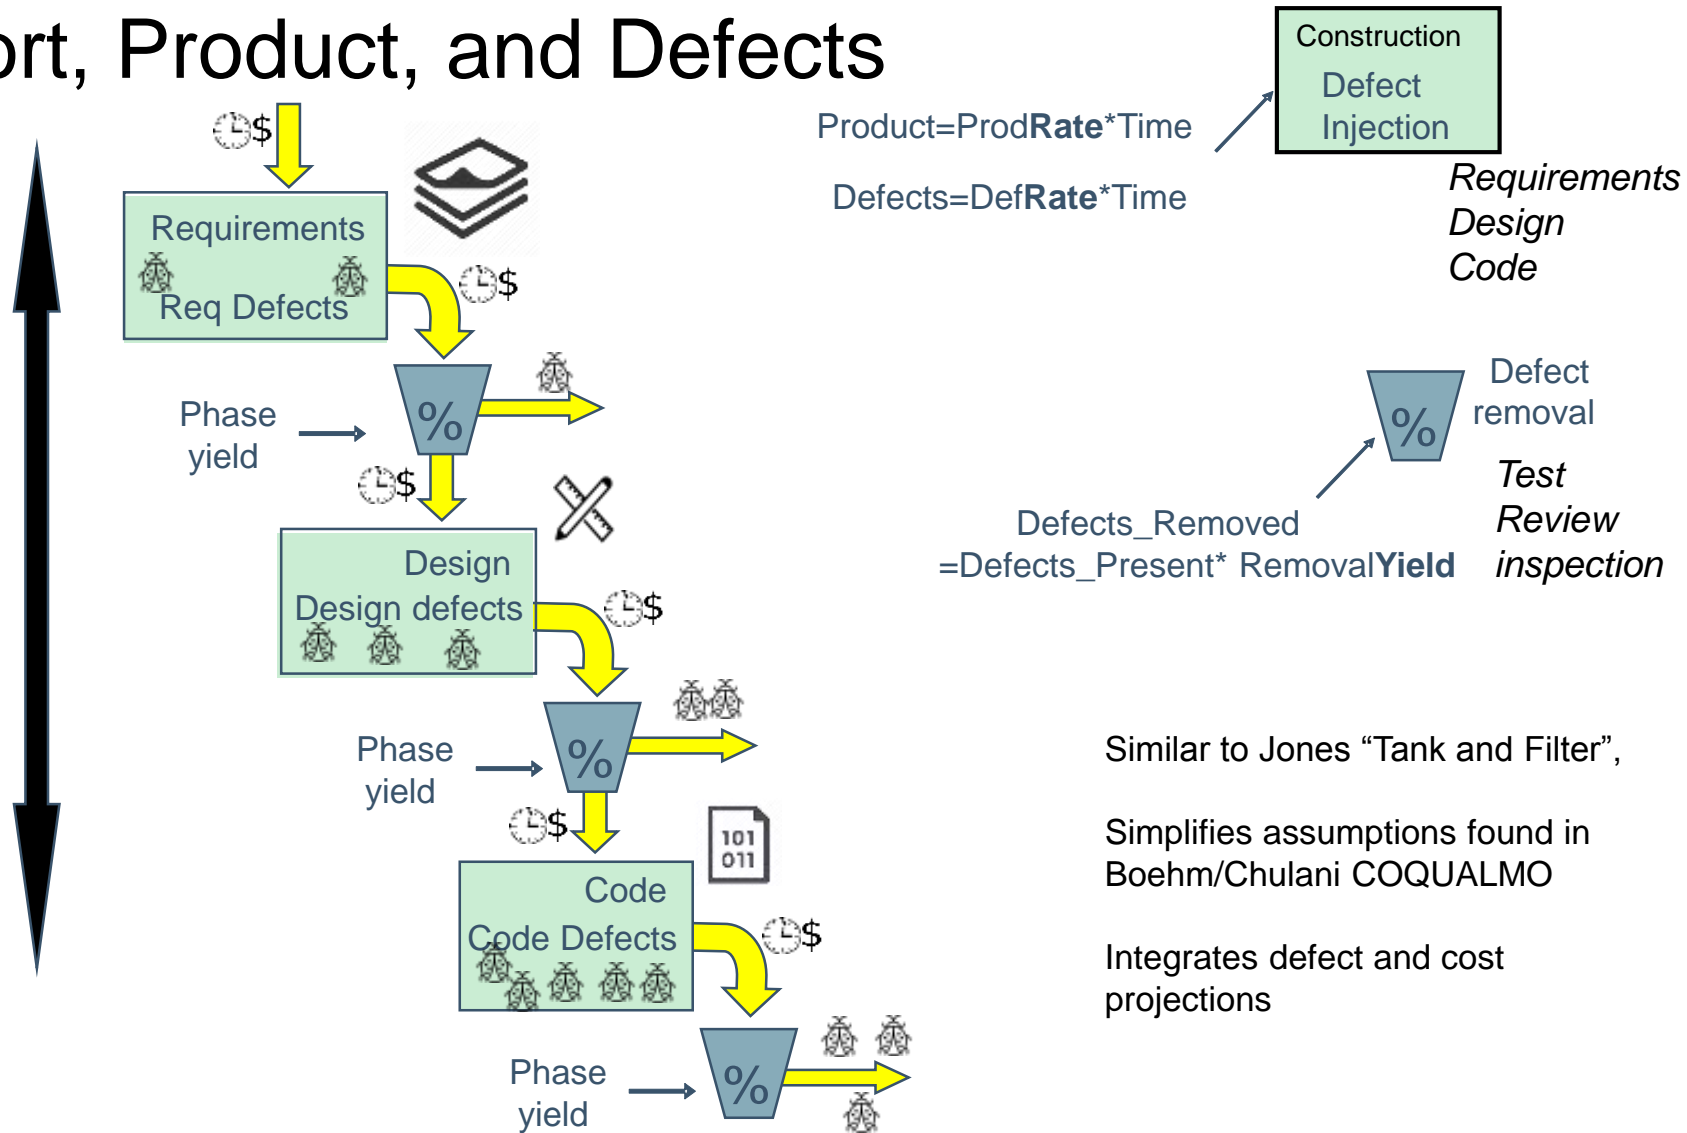 ort, Product, and Defects
$
Requirements
Req Defects
$
Phase
yield
%
$
Design
Design defects
$
Phase
yield
%
$
101
011
Code
Code Defects
$
Phase
yield
%
Construction
Defect
Injection
Product=ProdRate*Time
Defects=DefRate*Time
Requirements
Design
Code
%
Defect
removal
Test
Review
inspection
Defects_Removed
=Defects_Present* RemovalYield
Similar to Jones “Tank and Filter”,
Simplifies assumptions found in
Boehm/Chulani COQUALMO
Integrates defect and cost
projections